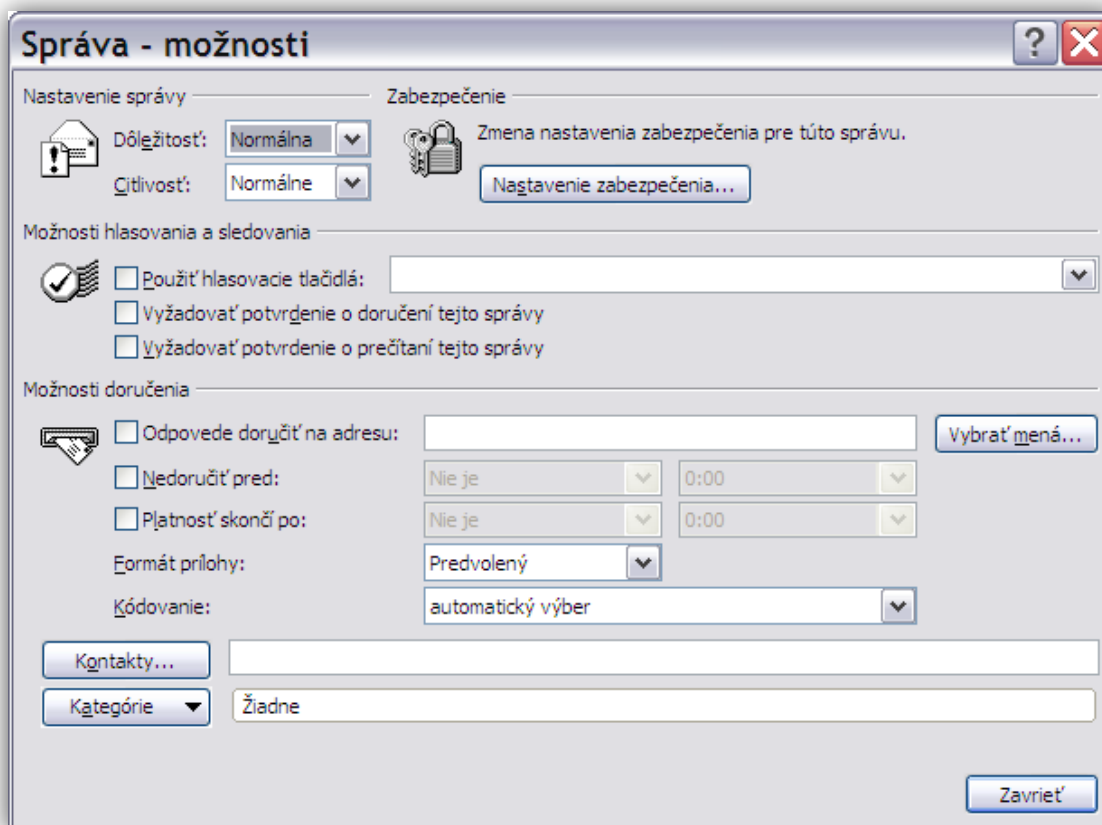 Správa - možnosti
Nastavenie správy Zabezpečenie
Dôležitosť: Normálna Zmena nastavenia zabezpečenia pre túto správu.
Citlivosť: Normálne Nastavenie zabezpečenia...
Možnosti hlasovania a sledovania
Použiť hlasovacie tlačidlá:
Vyžadovať potvrdenie o doručení tejto správy
Vyžadovať potvrdenie o prečítaní tejto správy
Možnosti doručenia
Odpovede doručiť na adresu: Vybrať mená...
Nedoručiť pred: Nie je 0:00
Platnosť skončí po: Nie je 0:00
Formát prílohy: Predvolený
Kódovanie: automatický výber
Kontakty...
Kategórie Žiadne
Zavrieť